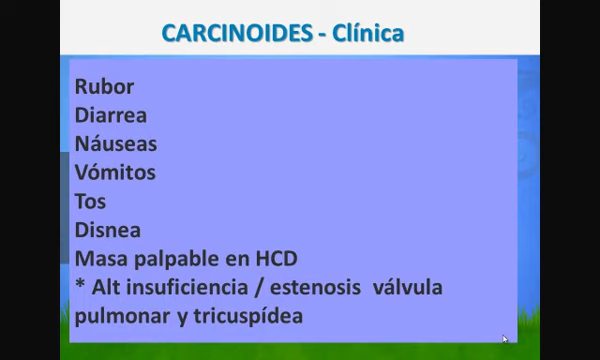 CARCINOIDES - Clínica
Rubor
Diarrea
Náuseas
Vómitos
Tos
Disnea
Masa palpable en HCD
* Alt insuficiencia / estenosis válvula
pulmonar y tricuspídea